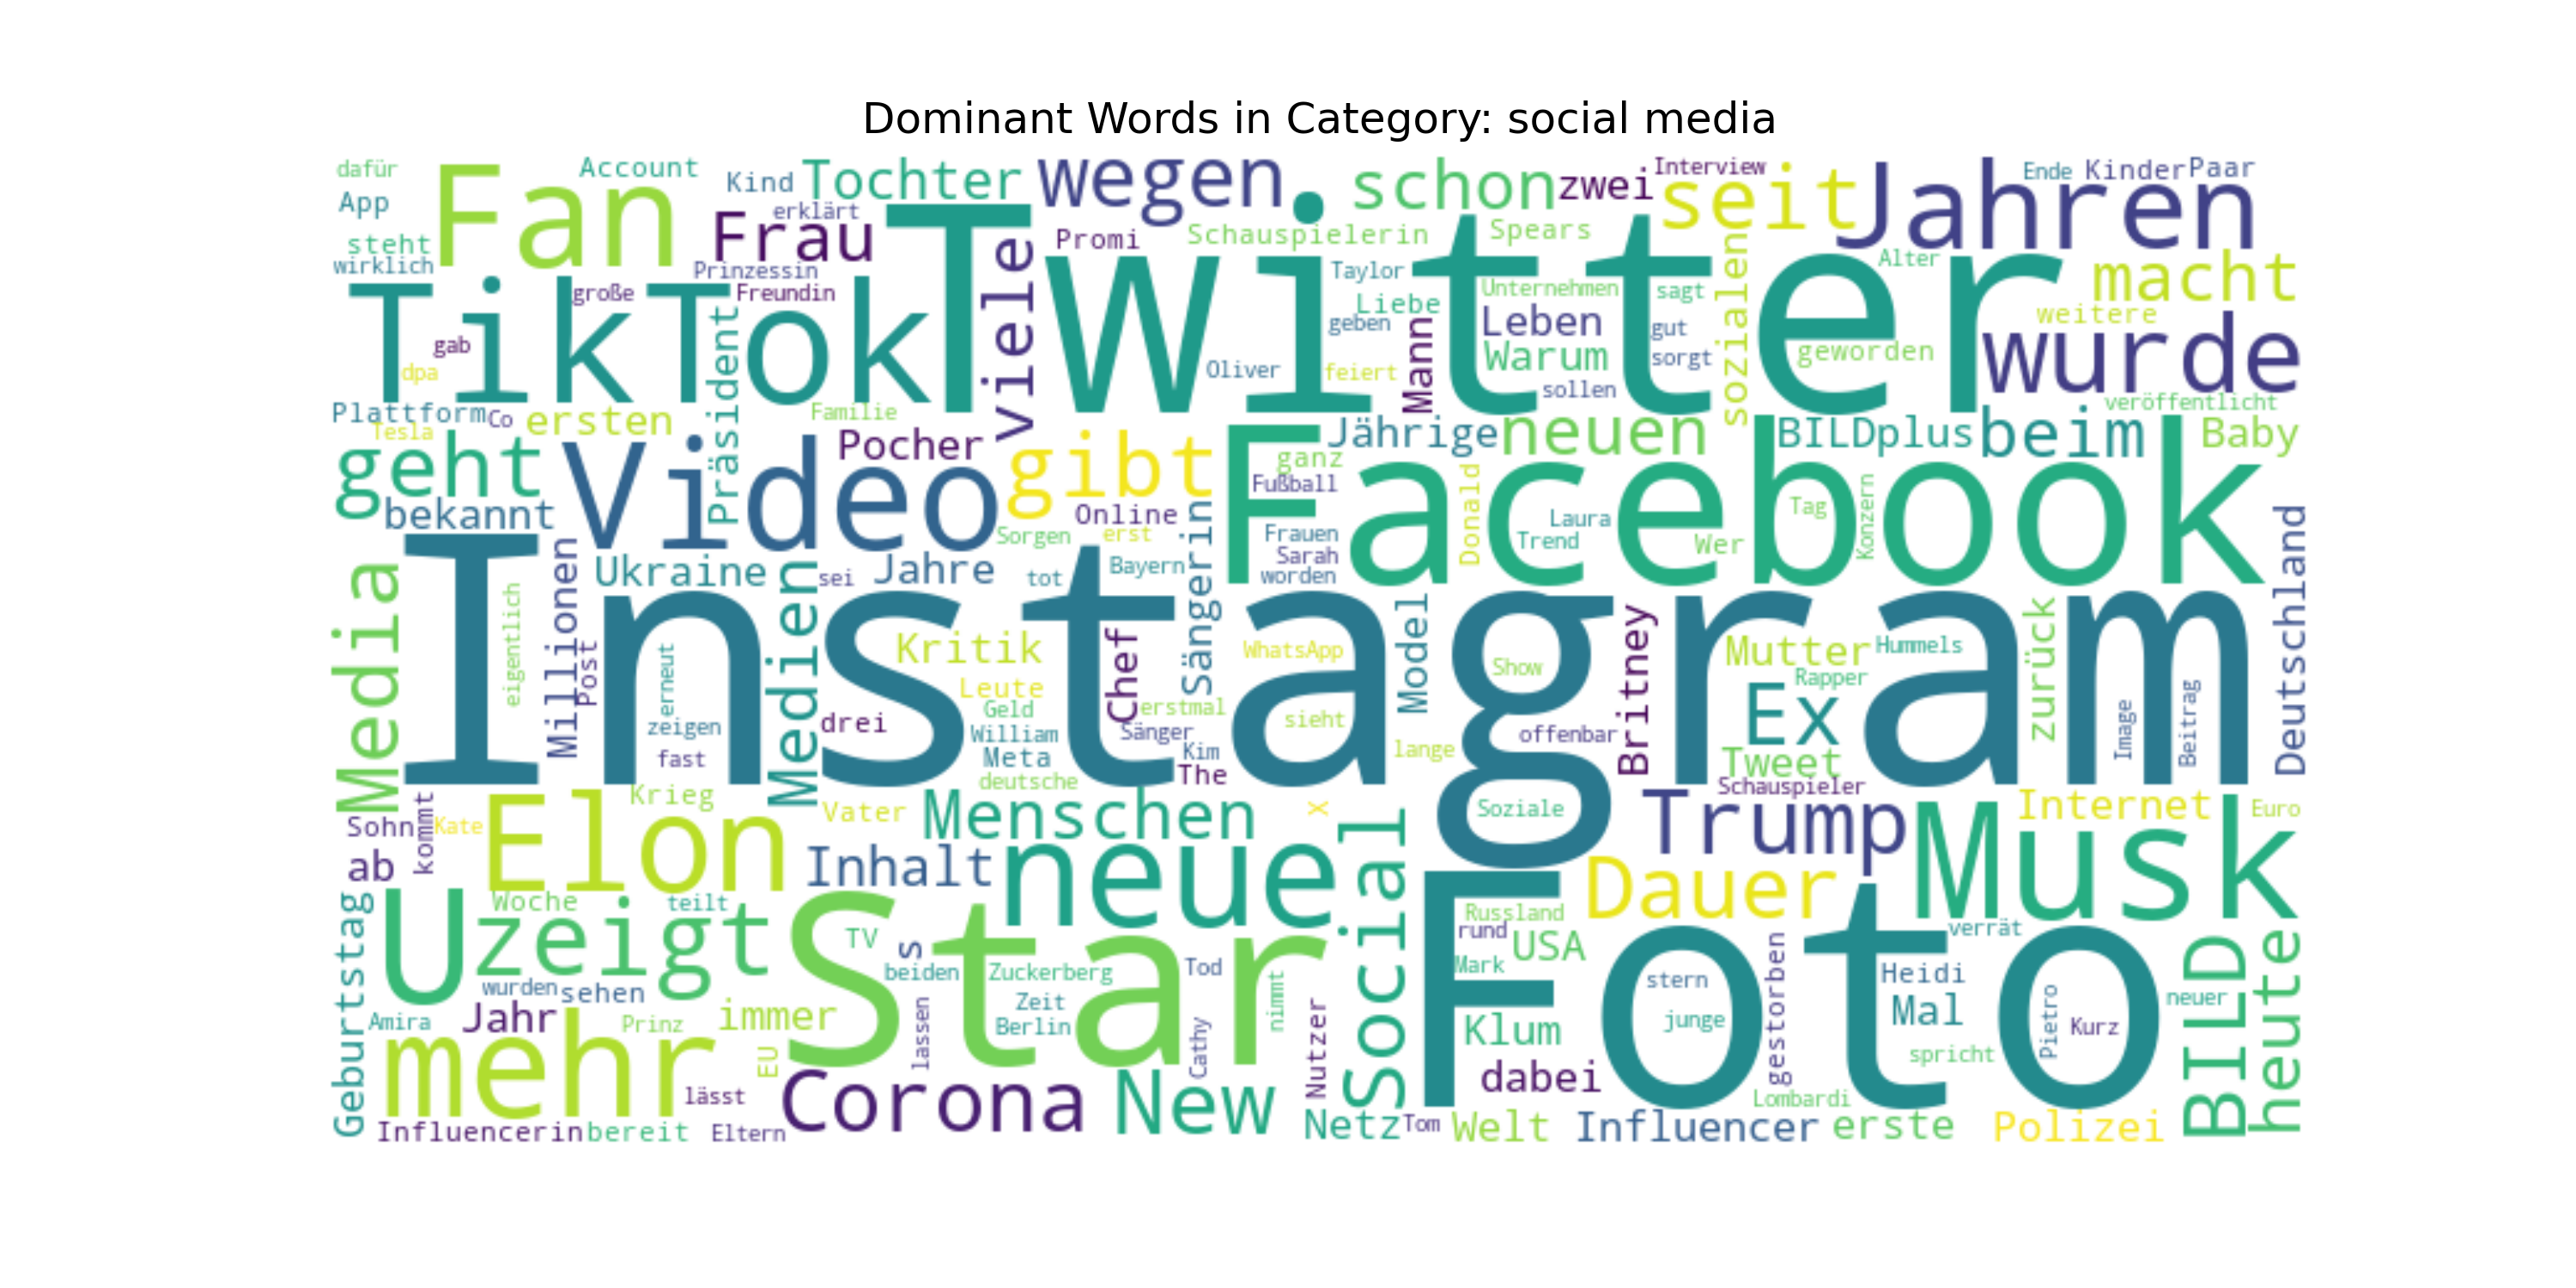 Dominant Words in Category: social media
dafür
Fan
Account
Kind
Tochter
wegen
schon
zwei
Interview
seit
Jahren
Ende
Kinder
Paar
App
erklärt
Frau
Twitter
steht
wirklich
Promi
Schauspielerin
Spears
sozialen
Alter
macht
Prinzessin
Freundin
große
TikTok
viele
Taylor
Liebe
geben
Unternehmen
sagt
Leben
gut
weitere
wurde
gab
dpa
Präsident
Oliver
feiert
Mann
Warum
sorgt
sollen
geworden
veröffentlicht
Plattform
Co
ersten
Familie
Tesla
geht
Video
Pocher
gibt
Facebook
Jährige
neuen
BILDplus
beim
Baby
ganz
Fußball
Donald
Tag
Konzern
bekannt
Online
Sorgen
erst
Sängerin
Frauen
Sarah
worden
Laura
Trend
Wer
Deutschland
Media
Instagram
Ukraine
sei
Jahre
tot
Bayern
eigentlich
Millionen
Post
erneut
zeigen
fast
Medien
Kritik
Leute
Geld
William
Meta
deutsche
drei
Chef
erstmal
Sänger
Kim
The
WhatsApp
sieht
Model
lange
Show
offenbar
Britney
Mutter
Hummels
Rapper
Ex
Tweet
Schauspieler
zurück
Image
Beitrag
Sohn
kommt
Kate
Elon
Krieg
Vater
Menschen
x
Soziale
Trump
Musk
Internet
Euro
ab
Inhalt
neue
Social
Dauer
Geburtstag
U
Woche
zeigt
teilt
Star
TV
s
beiden
Zuckerberg
Zeit
Berlin
Tod
nimmt
Foto
Russland
rund
USA
Mark
stern
junge
gestorben
verrät
Heidi
Mal
Pietro
Kurz
neuer
BILD
heute
wurden
sehen
Amira
Jahr
Prinz
immer
EU
lassen
Cathy
Nutzer
Klum
dabei
spricht
mehr
lässt
Corona
New
Lombardi
Influencerin
bereit
Eltern
Netz
Tom
Welt
Influencer
erste
Polizei